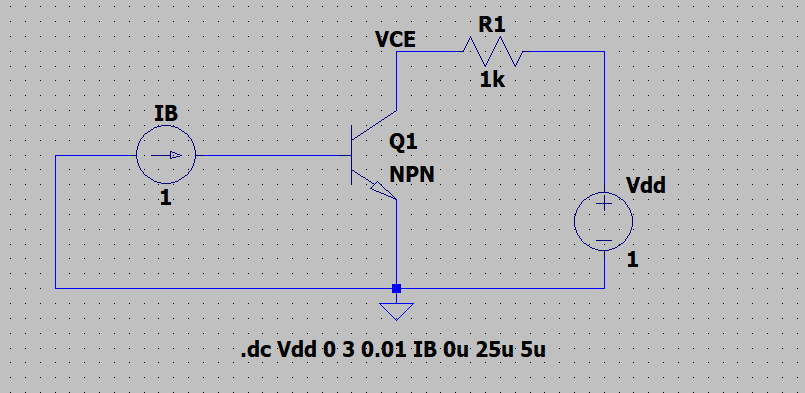 R1
VCE
1k
IB
Q1
NPN
Vdd
1
1
.dc Vdd 0 3 0.01 IB 0u 25u 5u